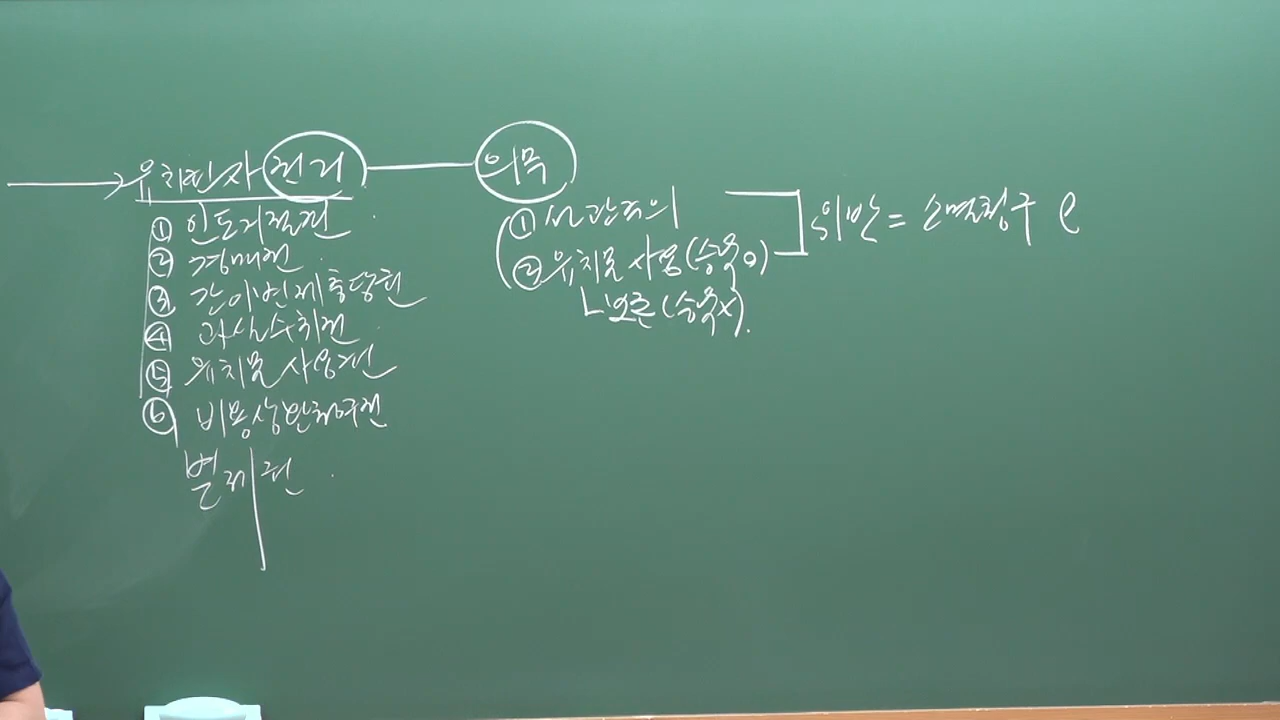 → 유치권자 권리 — 의무
① 인도거절권
② 경매권
③ 간이변제충당권
④ 과실수취권
⑤ 유치물 사용권
⑥ 비용상환청구권
별제권
① 선관주의
② 유치물 사용(승낙O)
ㄴ보존(승낙X)
위반 = 소멸청구